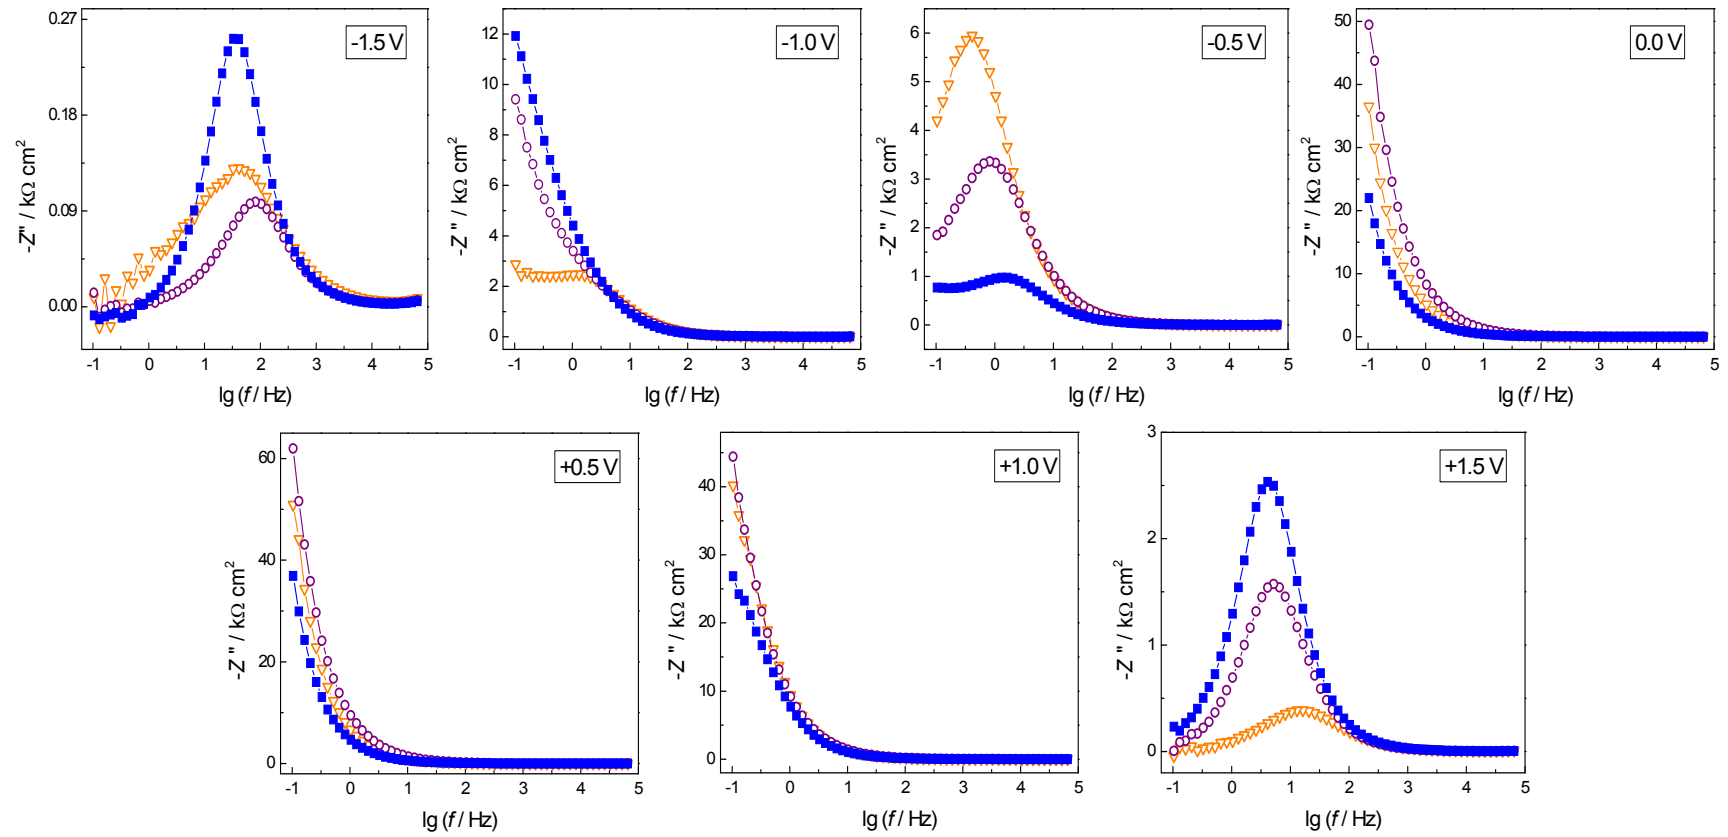 0.27
0.18
0.09
0.00
-1 0 1 2 3 4 5
-Z'' / kΩ cm²
lg (f / Hz)
-1.5 V
12
10
8
6
4
2
0
-1 0 1 2 3 4 5
-Z'' / kΩ cm²
lg (f / Hz)
-1.0 V
6
5
4
3
2
1
0
-1 0 1 2 3 4 5
-Z'' / kΩ cm²
lg (f / Hz)
-0.5 V
50
40
30
20
10
0
-1 0 1 2 3 4 5
-Z'' / kΩ cm²
lg (f / Hz)
0.0 V
60
40
20
0
-1 0 1 2 3 4 5
-Z'' / kΩ cm²
lg (f / Hz)
+0.5 V
40
30
20
10
0
-1 0 1 2 3 4 5
-Z'' / kΩ cm²
lg (f / Hz)
+1.0 V
3
2
1
0
-1 0 1 2 3 4 5
-Z'' / kΩ cm²
lg (f / Hz)
+1.5 V